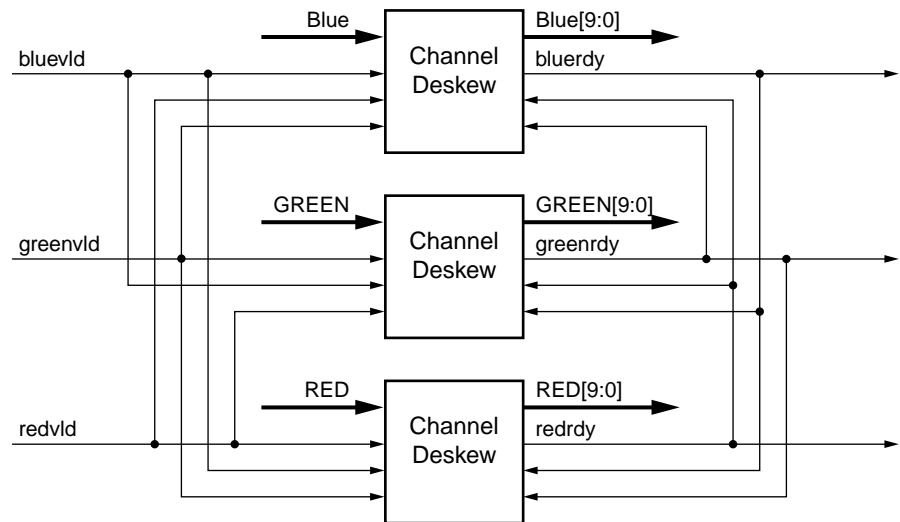 Blue
Blue[9:0]
bluevld
Channel
Deskew
bluerdy
GREEN
GREEN[9:0]
greenvld
Channel
Deskew
greenrdy
RED
RED[9:0]
redvld
Channel
Deskew
redrdy